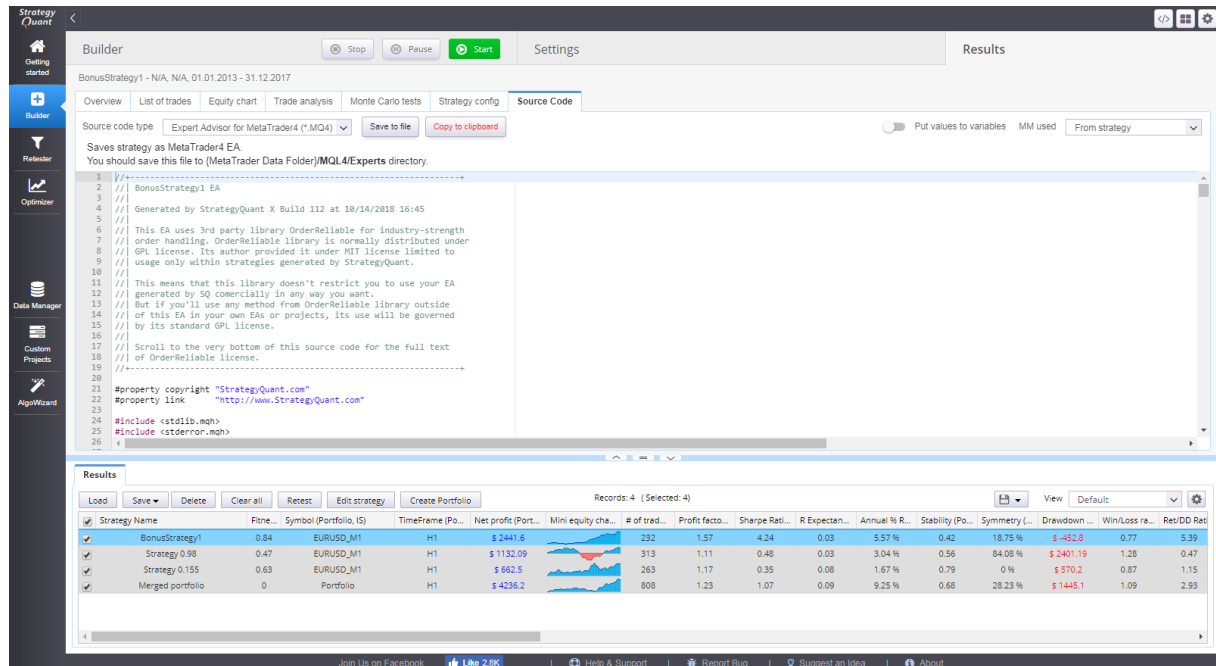 Strategy
Quant
Getting
started
Builder
Retester
Optimizer
Data Manager
Custom
Projects
AlgoWizard
Builder Stop Pause Start Settings Results
BonusStrategy1 - N/A, N/A, 01.01.2013 - 31.12.2017
Overview List of trades Equity chart Trade analysis Monte Carlo tests Strategy config Source Code
Source code type Expert Advisor for MetaTrader4 (*.MQ4) Save to file Copy to clipboard Put values to variables MM used From strategy
Saves strategy as MetaTrader4 EA.
You should save this file to {MetaTrader Data Folder}/MQL4/Experts directory.
1 //+------------------------------------------------------------------+
2 //| BonusStrategy1 EA
3 //|
4 //| Generated by StrategyQuant X Build 112 at 10/14/2018 16:45
5 //|
6 //| This EA uses 3rd party library OrderReliable for industry-strength
7 //| order handling. OrderReliable library is normally distributed under
8 //| GPL license. Its author provided it under MIT license limited to
9 //| usage only within strategies generated by StrategyQuant.
10 //|
11 //| This means that this library doesn't restrict you to use your EA
12 //| generated by SQ comercially in any way you want.
13 //| But if you'll use any method from OrderReliable library outside
14 //| of this EA in your own EAs or projects, its use will be governed
15 //| by its standard GPL license.
16 //|
17 //| Scroll to the very bottom of this source code for the full text
18 //| of OrderReliable license.
19 //+------------------------------------------------------------------+
20
21 #property copyright "StrategyQuant.com"
22 #property link "http://www.StrategyQuant.com"
23
24 #include <stdlib.mqh>
25 #include <stderror.mqh>
26
Results
Load Save Delete Clear all Retest Edit strategy Create Portfolio Records: 4 (Selected: 4) View Default
Strategy Name Fitne... Symbol (Portfolio, IS) TimeFrame (Po... Net profit (Port... Mini equity cha... # of trad... Profit facto... Sharpe Rati... R Expectan... Annual % R... Stability (Po... Symmetry (... Drawdown ... Win/Loss ra... Ret/DD Rati
BonusStrategy1 0.84 EURUSD_M1 H1 $ 2441.6 232 1.57 4.24 0.03 5.57 % 0.42 18.75 % $ -452.8 0.77 5.39
Strategy 0.98 0.47 EURUSD_M1 H1 $ 1132.09 313 1.11 0.48 0.03 3.04 % 0.56 84.08 % $ 2401.19 1.28 0.47
Strategy 0.155 0.63 EURUSD_M1 H1 $ 662.5 263 1.17 0.35 0.08 1.67 % 0.79 0 % $ 570.2 0.87 1.15
Merged portfolio 0 Portfolio H1 $ 4236.2 808 1.23 1.07 0.09 9.25 % 0.68 28.23 % $ 1445.1 1.09 2.93
Join Us on Facebook Like 2.8K | Help & Support | Report Bug | Suggest an Idea | About